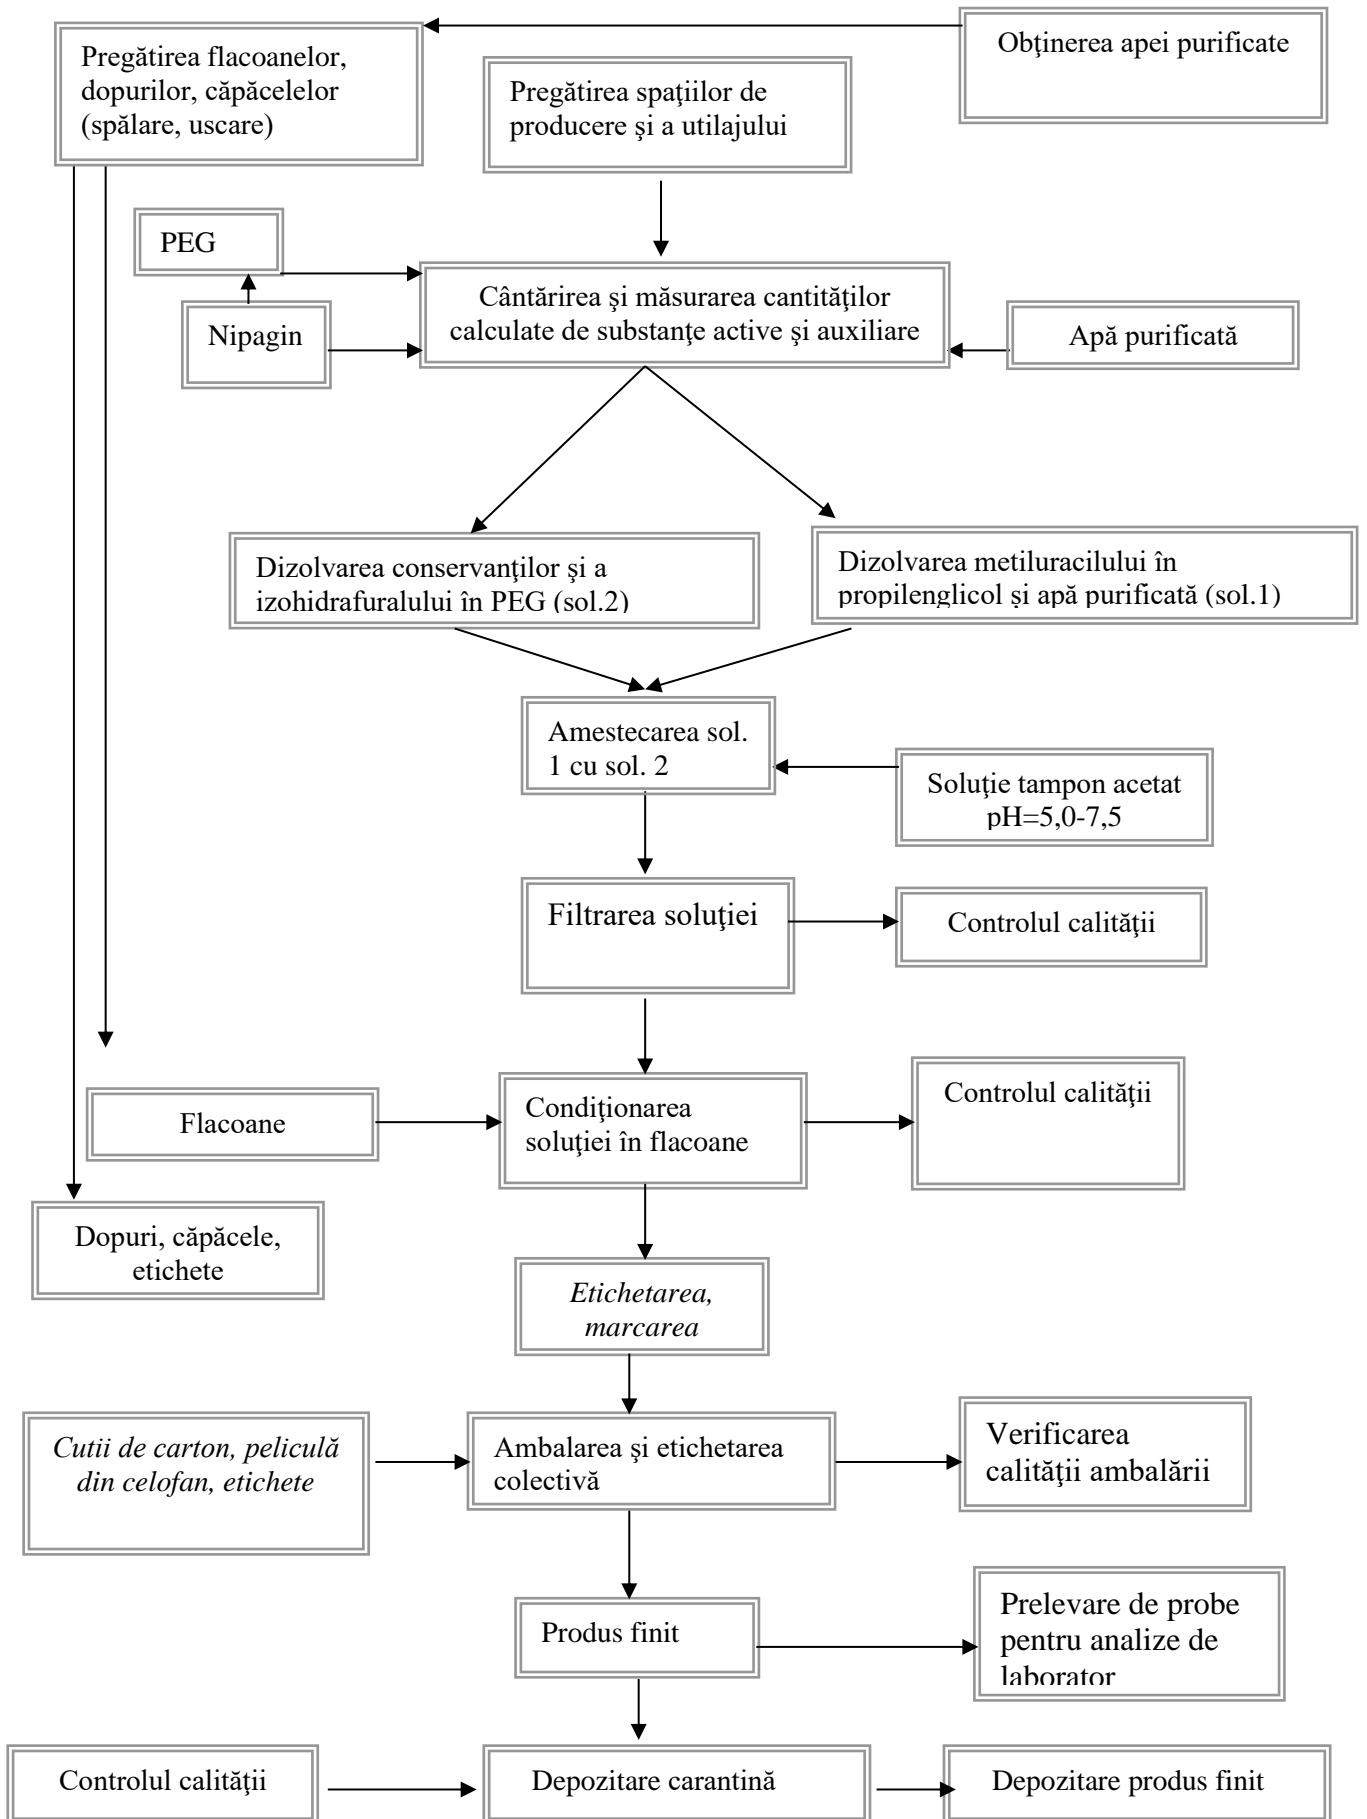 Pregătirea flacoanelor,
dopurilor, căpăcelelor
(spălare, uscare)
Obţinerea apei purificate
Pregătirea spaţiilor de
producere şi a utilajului
PEG
Nipagin
Cântărirea şi măsurarea cantităţilor
calculate de substanţe active şi auxiliare
Apă purificată
Dizolvarea conservanţilor şi a
izohidrafuralului în PEG (sol.2)
Dizolvarea metiluracilului în
propilenglicol şi apă purificată (sol.1)
Amestecarea sol.
1 cu sol. 2
Soluţie tampon acetat
pH=5,0-7,5
Filtrarea soluţiei
Controlul calităţii
Flacoane
Condiţionarea
soluţiei în flacoane
Controlul calităţii
Dopuri, căpăcele,
etichete
Etichetarea,
marcarea
Cutii de carton, peliculă
din celofan, etichete
Ambalarea şi etichetarea
colectivă
Verificarea
calităţii ambalării
Produs finit
Prelevare de probe
pentru analize de
laborator
Controlul calităţii
Depozitare carantină
Depozitare produs finit